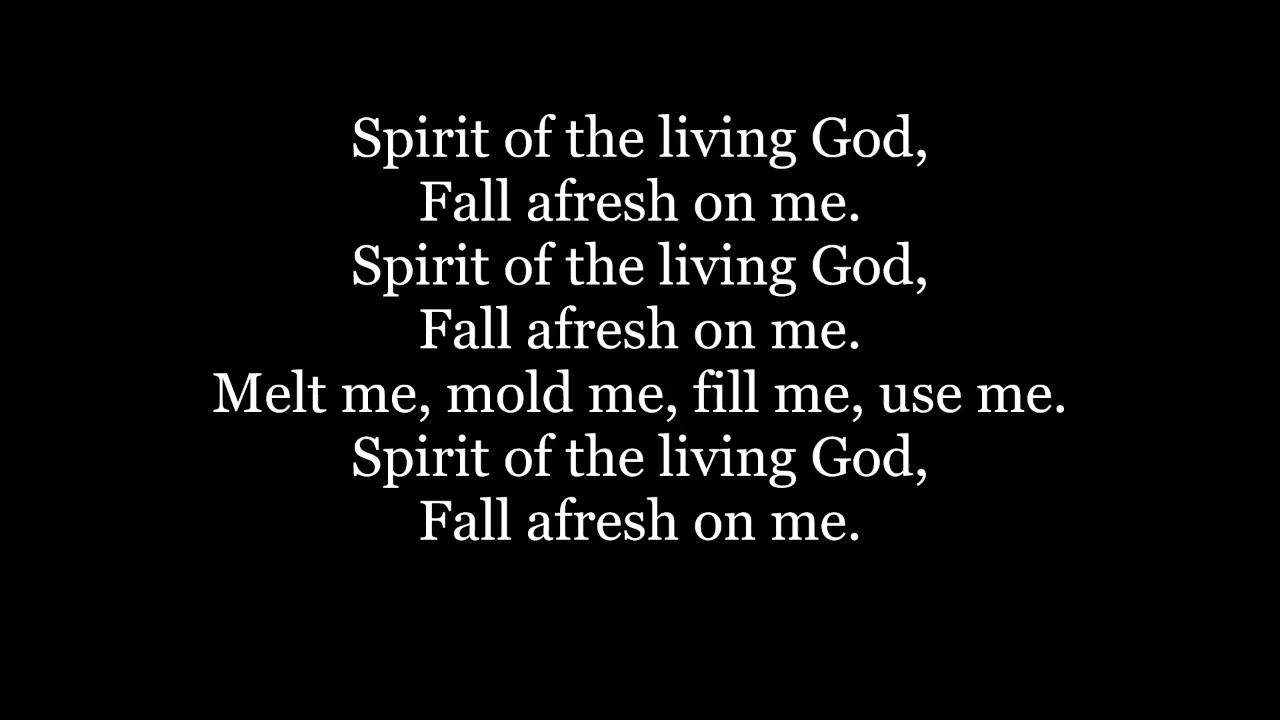 Spirit of the living God,
Fall afresh on me.
Spirit of the living God,
Fall afresh on me.
Melt me, mold me, fill me, use me.
Spirit of the living God,
Fall afresh on me.